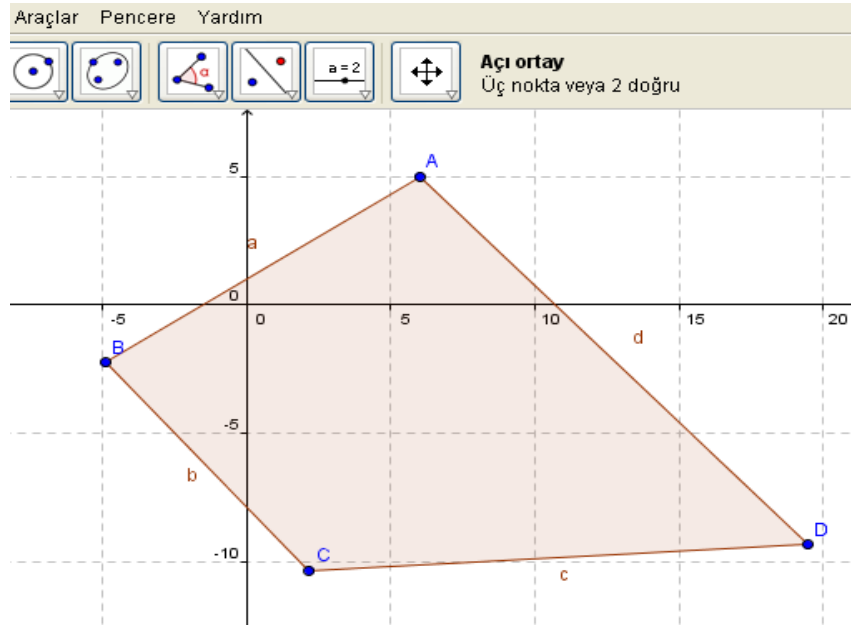 Araçlar Pencere Yardım
α
a = 2
Açı ortay
Üç nokta veya 2 doğru
A
5
a
0
-5 0 5 10 15 20
d
B
-5
b
-10
C
D
c